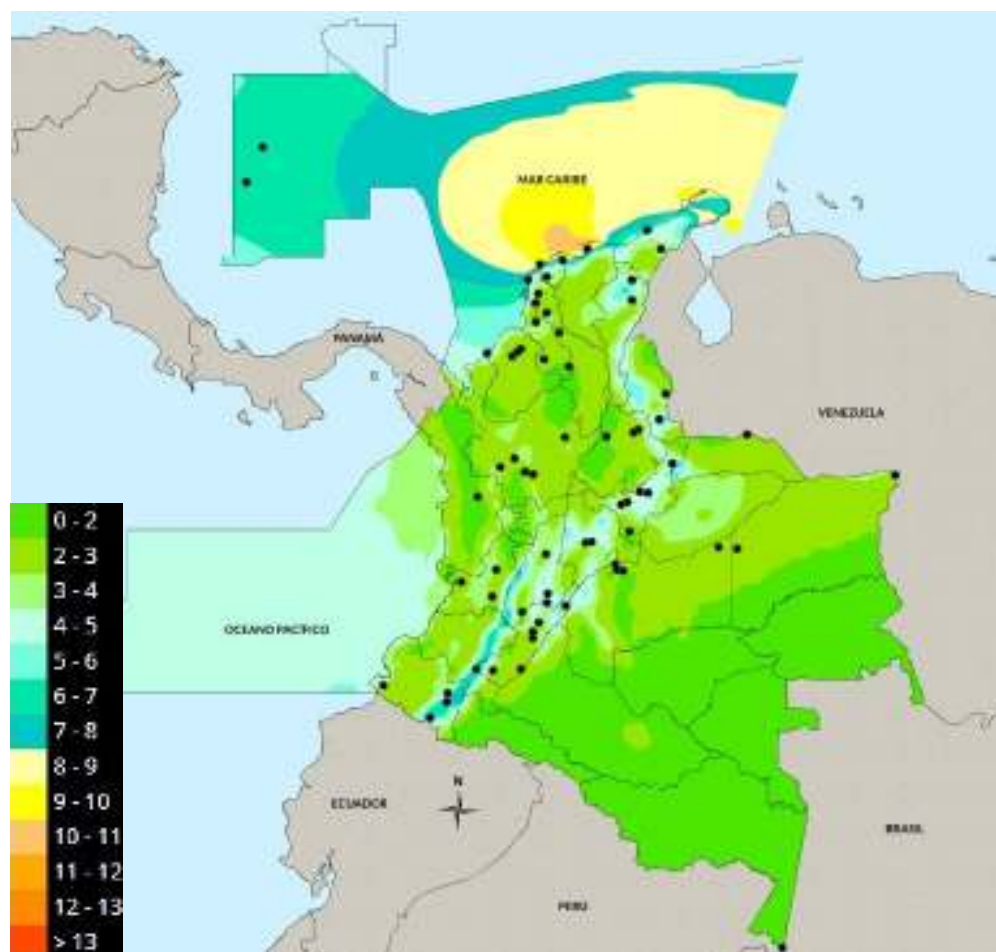 MAR CARIBE
PANAMÁ
VENEZUELA
0 - 2
2 - 3
3 - 4
4 - 5
5 - 6
6 - 7
7 - 8
8 - 9
9 - 10
10 - 11
11 - 12
12 - 13
> 13
OCEANO PACÍFICO
N
ECUADOR
BRASIL
PERU